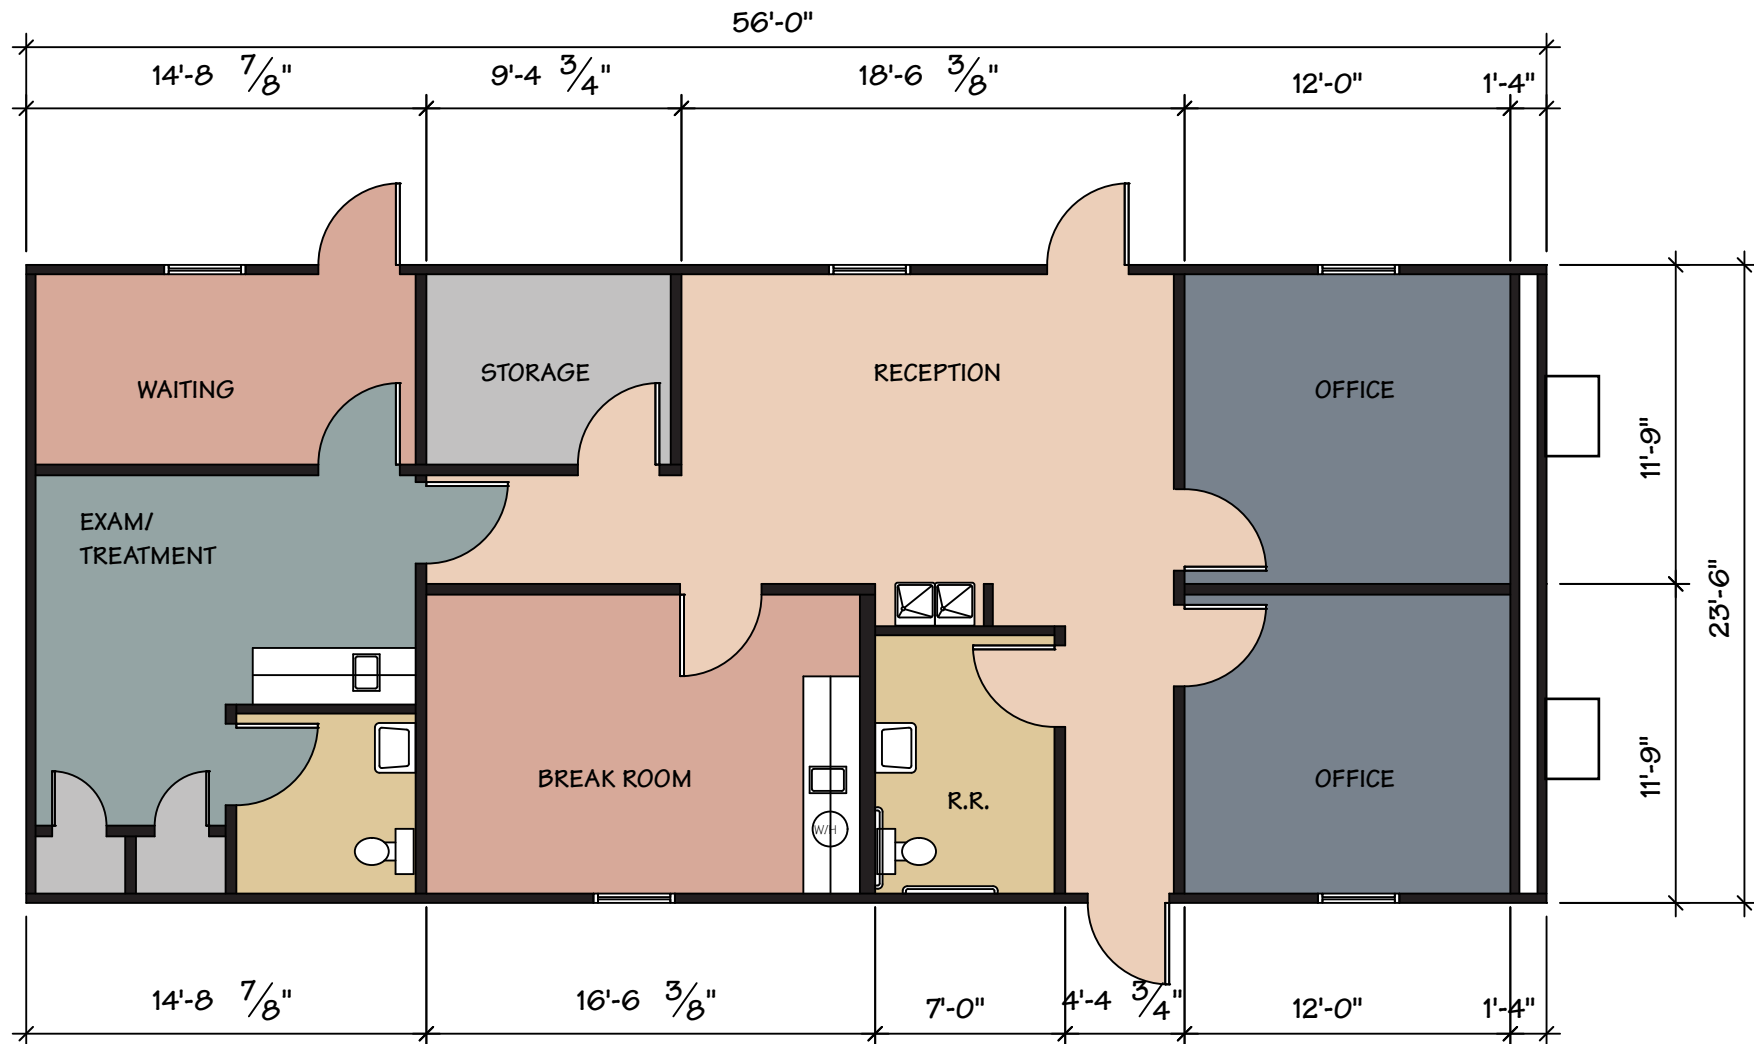 56'-0"
14'-8 7/8"
9'-4 3/4"
18'-6 3/8"
12'-0"
1'-4"
STORAGE
RECEPTION
WAITING
OFFICE
11'-9"
EXAM/
TREATMENT
23'-6"
BREAK ROOM
R.R.
OFFICE
11'-9"
W/H
14'-8 7/8"
16'-6 3/8"
7'-0"
4'-4 3/4"
12'-0"
1'-4"